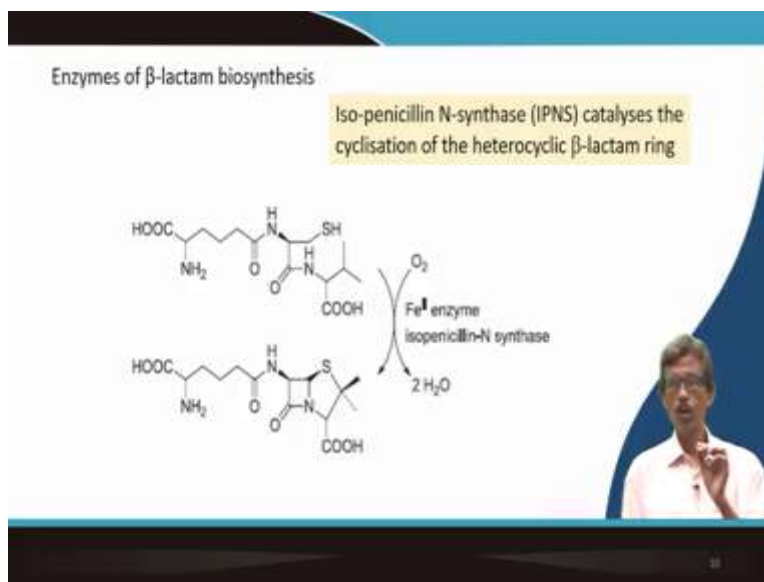 Enzymes of β-lactam biosynthesis
Iso-penicillin N-synthase (IPNS) catalyses the
cyclisation of the heterocyclic β-lactam ring
H
HOOC
N
SH
NH₂
O
H
O
N
COOH
O₂
Feᴵᴵ enzyme
isopenicillin-N synthase
2 H₂O
H
HOOC
N
S
NH₂
O
O
N
COOH